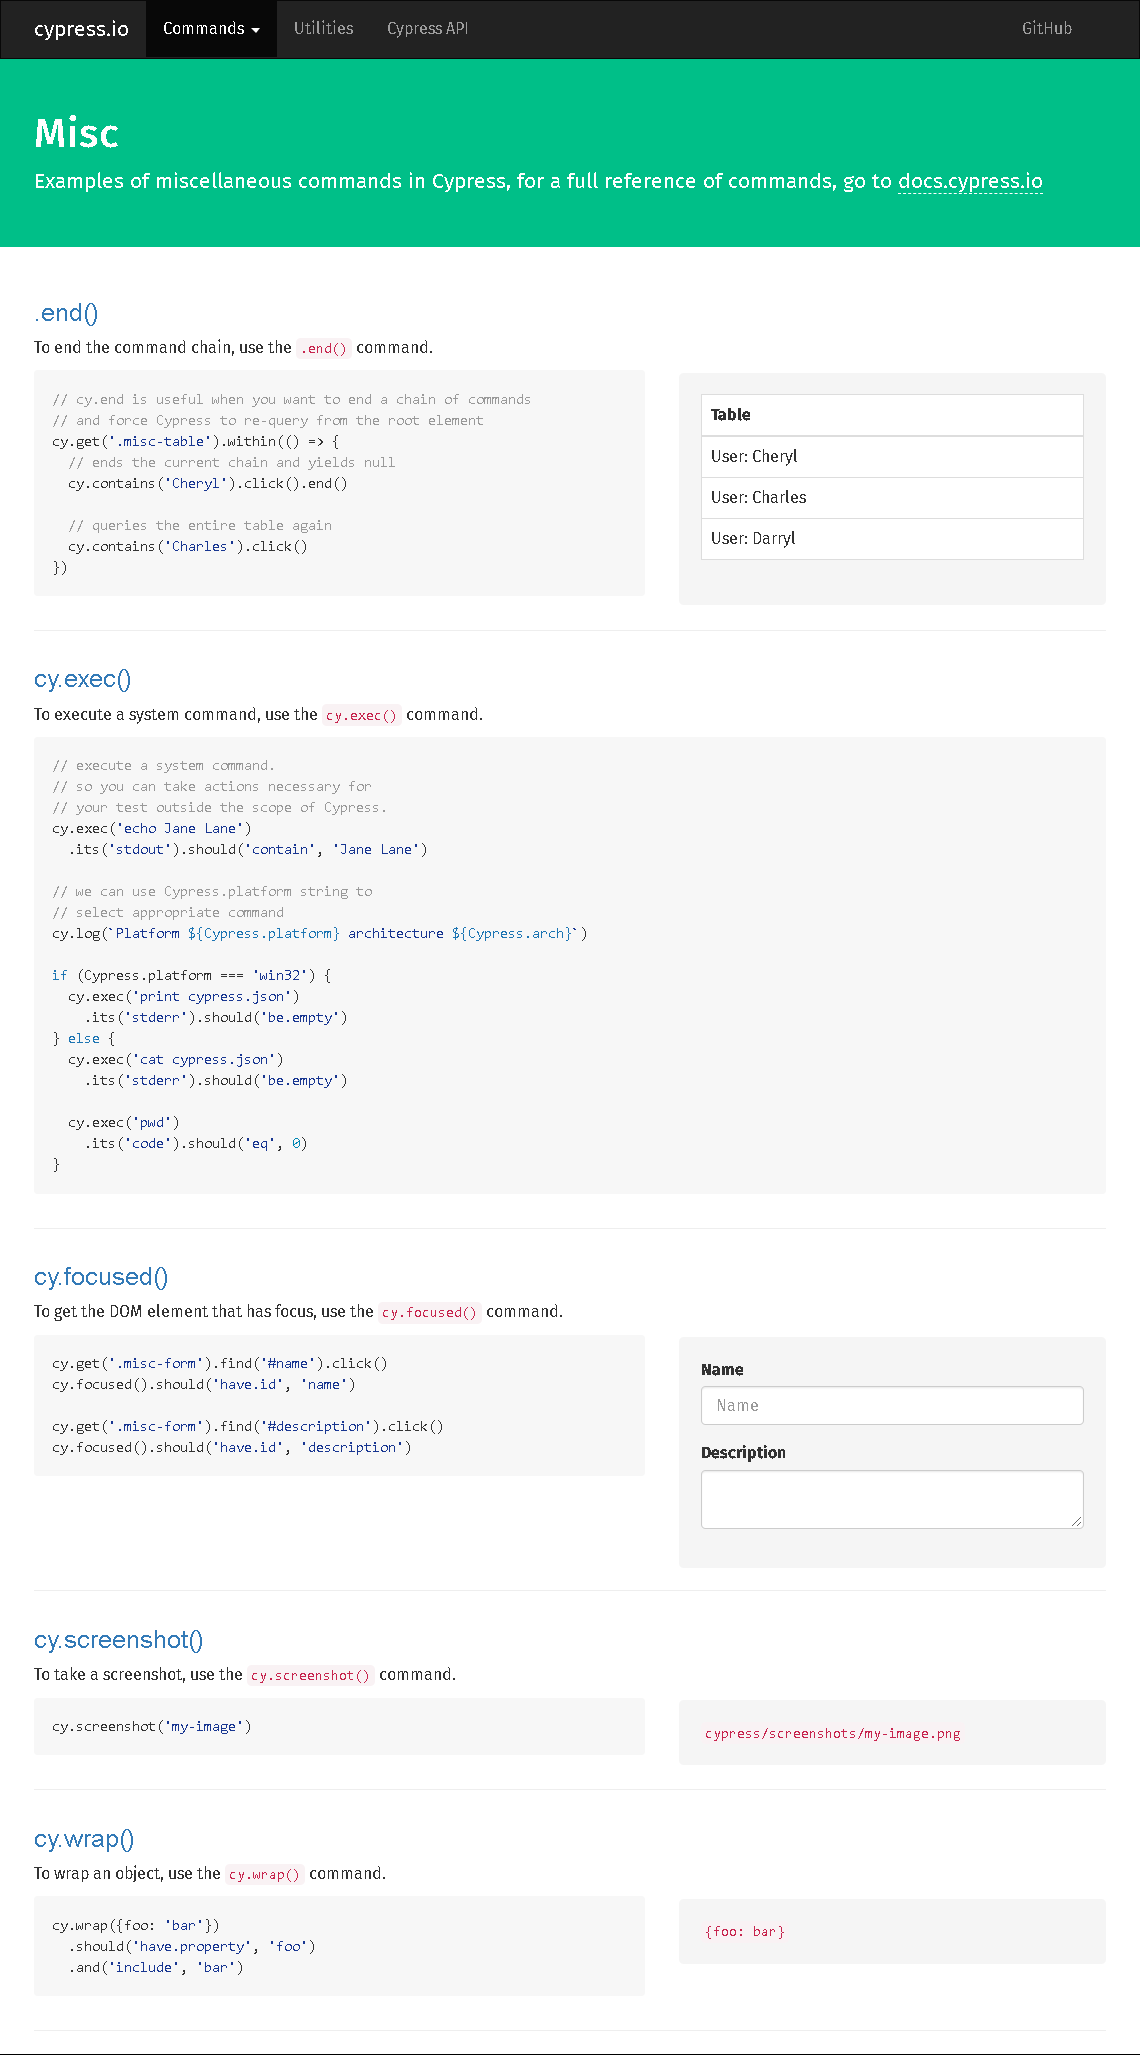 cypress.io
Commands
Utilities
Cypress API
GitHub
Misc
Examples of miscellaneous commands in Cypress, for a full reference of commands, go to docs.cypress.io
.end()
To end the command chain, use the .end() command.
// cy.end is useful when you want to end a chain of commands
// and force Cypress to re-query from the root element
cy.get('.misc-table').within(() => {
  // ends the current chain and yields null
  cy.contains('Cheryl').click().end()
  // queries the entire table again
  cy.contains('Charles').click()
})
Table
User: Cheryl
User: Charles
User: Darryl
cy.exec()
To execute a system command, use the cy.exec() command.
// execute a system command.
// so you can take actions necessary for
// your test outside the scope of Cypress.
cy.exec('echo Jane Lane')
  .its('stdout').should('contain', 'Jane Lane')
// we can use Cypress.platform string to
// select appropriate command
cy.log(`Platform ${Cypress.platform} architecture ${Cypress.arch}`)
if (Cypress.platform === 'win32') {
  cy.exec('print cypress.json')
    .its('stderr').should('be.empty')
} else {
  cy.exec('cat cypress.json')
    .its('stderr').should('be.empty')
  cy.exec('pwd')
    .its('code').should('eq', 0)
}
cy.focused()
To get the DOM element that has focus, use the cy.focused() command.
cy.get('.misc-form').find('#name').click()
cy.focused().should('have.id', 'name')
cy.get('.misc-form').find('#description').click()
cy.focused().should('have.id', 'description')
Name
Name
Description
cy.screenshot()
To take a screenshot, use the cy.screenshot() command.
cy.screenshot('my-image')
cypress/screenshots/my-image.png
cy.wrap()
To wrap an object, use the cy.wrap() command.
cy.wrap({foo: 'bar'})
  .should('have.property', 'foo')
  .and('include', 'bar')
{foo: bar}